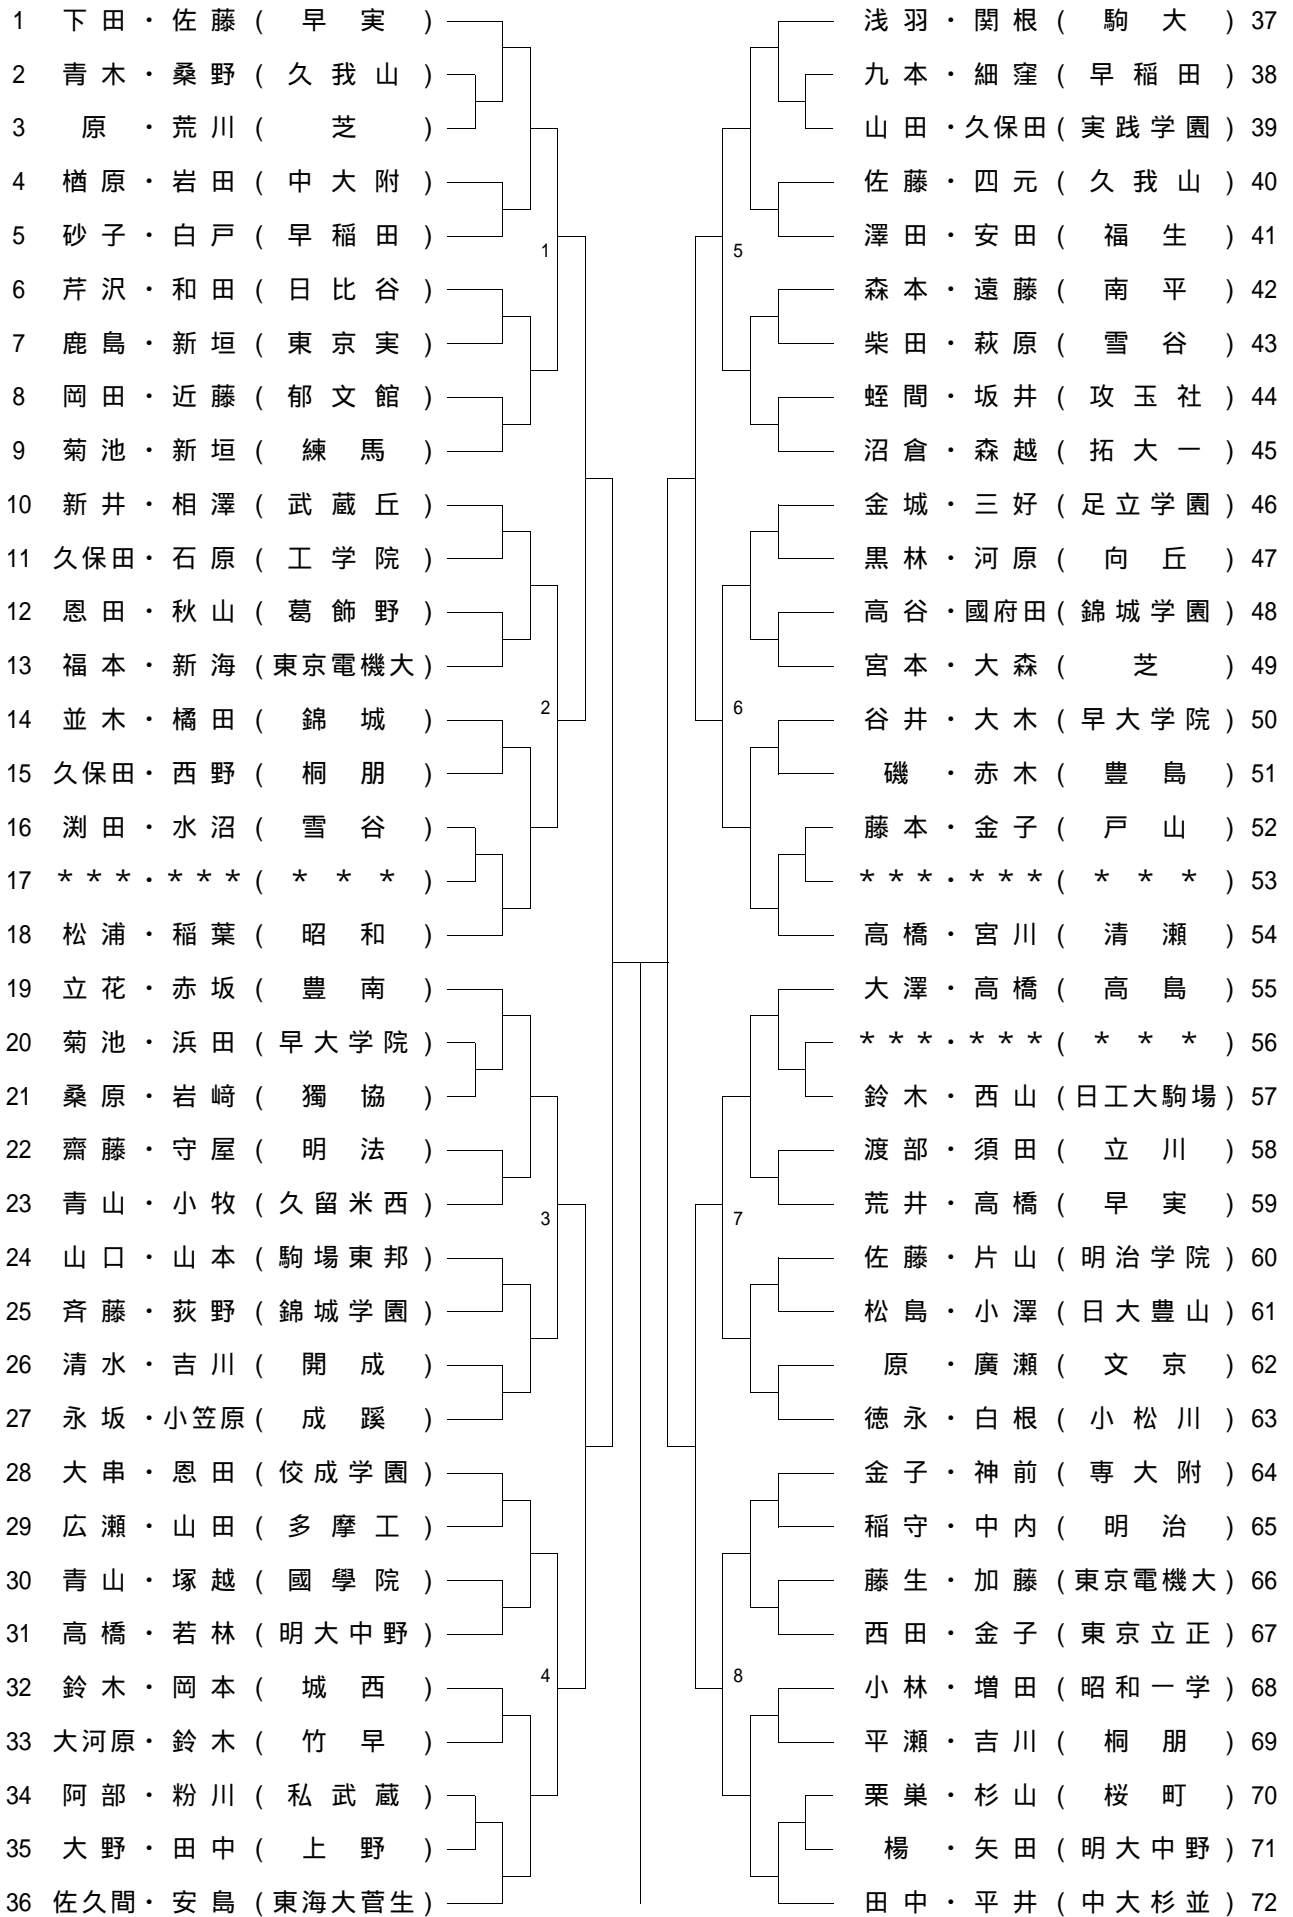 1 下田・佐藤(早実)
2 青木・桑野(久我山)
3 原・荒川(芝)
4 楢原・岩田(中大附)
5 砂子・白戸(早稲田)
1
6 芹沢・和田(日比谷)
7 鹿島・新垣(東京実)
8 岡田・近藤(郁文館)
9 菊池・新垣(練馬)
10 新井・相澤(武蔵丘)
11 久保田・石原(工学院)
12 恩田・秋山(葛飾野)
13 福本・新海(東京電機大)
2
14 並木・橘田(錦城)
15 久保田・西野(桐朋)
16 渕田・水沼(雪谷)
17 ***・***(***)
18 松浦・稲葉(昭和)
19 立花・赤坂(豊南)
20 菊池・浜田(早大学院)
21 桑原・岩﨑(獨協)
22 齋藤・守屋(明法)
23 青山・小牧(久留米西)
3
24 山口・山本(駒場東邦)
25 斉藤・荻野(錦城学園)
26 清水・吉川(開成)
27 永坂・小笠原(成蹊)
28 大串・恩田(佼成学園)
29 広瀬・山田(多摩工)
30 青山・塚越(國學院)
31 高橋・若林(明大中野)
4
32 鈴木・岡本(城西)
33 大河原・鈴木(竹早)
34 阿部・粉川(私武蔵)
35 大野・田中(上野)
36 佐久間・安島(東海大菅生)
浅羽・関根(駒大) 37
九本・細窪(早稲田) 38
山田・久保田(実践学園) 39
佐藤・四元(久我山) 40
澤田・安田(福生) 41
5
森本・遠藤(南平) 42
柴田・萩原(雪谷) 43
蛭間・坂井(攻玉社) 44
沼倉・森越(拓大一) 45
金城・三好(足立学園) 46
黒林・河原(向丘) 47
高谷・國府田(錦城学園) 48
宮本・大森(芝) 49
6
谷井・大木(早大学院) 50
磯・赤木(豊島) 51
藤本・金子(戸山) 52
***・***(***) 53
高橋・宮川(清瀬) 54
大澤・高橋(高島) 55
***・***(***) 56
鈴木・西山(日工大駒場) 57
渡部・須田(立川) 58
荒井・高橋(早実) 59
7
佐藤・片山(明治学院) 60
松島・小澤(日大豊山) 61
原・廣瀬(文京) 62
徳永・白根(小松川) 63
金子・神前(専大附) 64
稲守・中内(明治) 65
藤生・加藤(東京電機大) 66
西田・金子(東京立正) 67
8
小林・増田(昭和一学) 68
平瀬・吉川(桐朋) 69
栗巣・杉山(桜町) 70
楊・矢田(明大中野) 71
田中・平井(中大杉並) 72